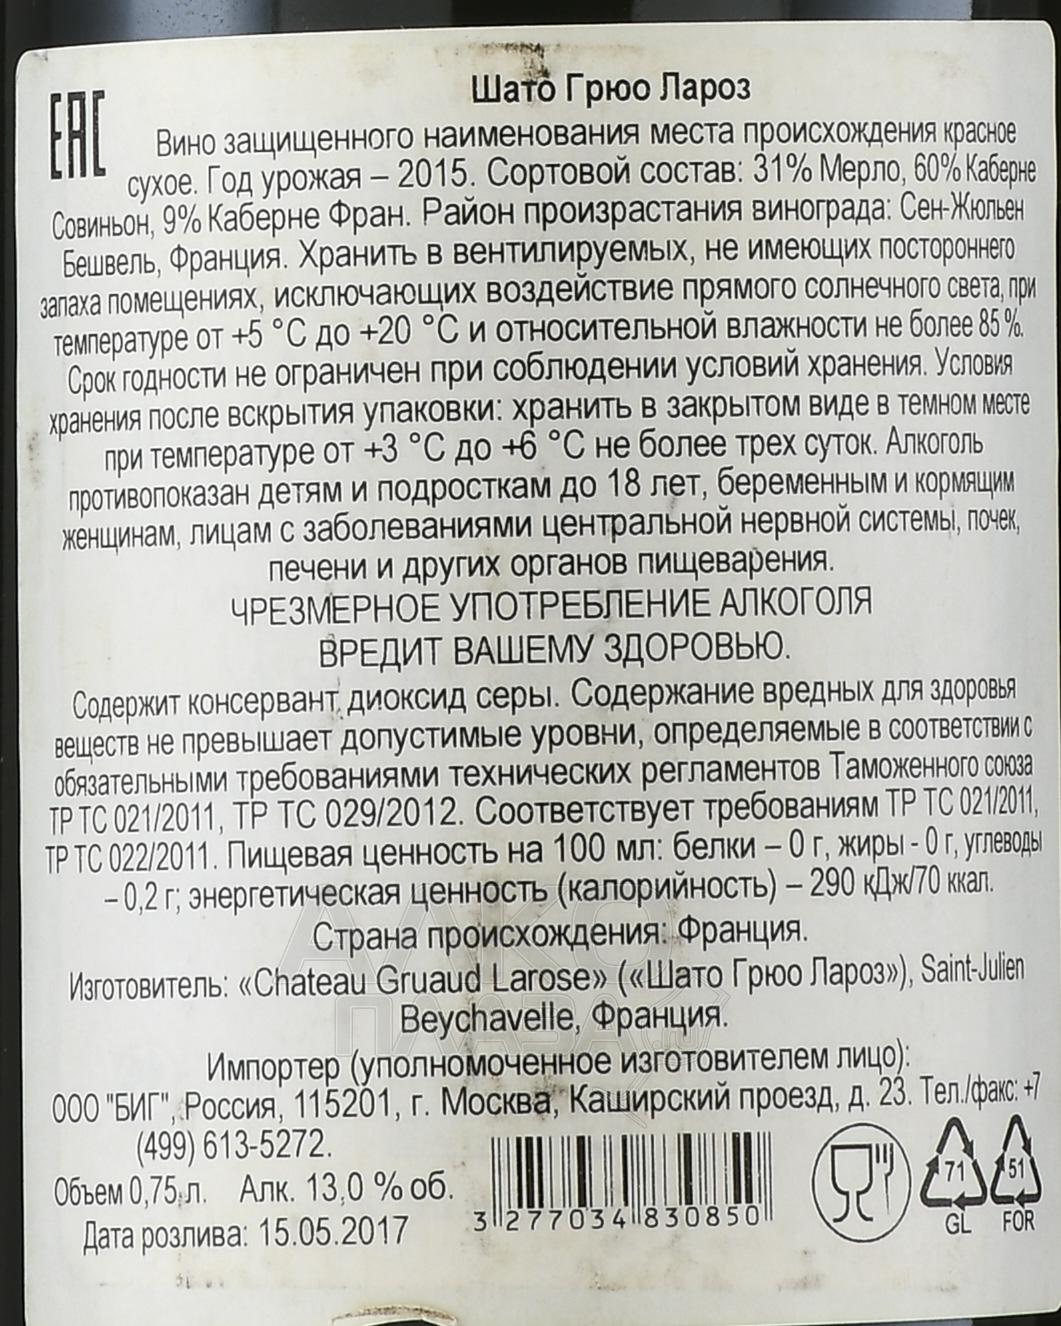 Шато Грюо Лароз
EAC
Вино защищенного наименования места происхождения красное
сухое. Год урожая – 2015. Сортовой состав: 31% Мерло, 60% Каберне
Совиньон, 9% Каберне Фран. Район произрастания винограда: Сен-Жюльен
Бешвель, Франция. Хранить в вентилируемых, не имеющих постороннего
запаха помещениях, исключающих воздействие прямого солнечного света, при
температуре от +5 °С до +20 °С и относительной влажности не более 85 %.
Срок годности не ограничен при соблюдении условий хранения. Условия
хранения после вскрытия упаковки: хранить в закрытом виде в темном месте
при температуре от +3 °С до +6 °С не более трех суток. Алкоголь
противопоказан детям и подросткам до 18 лет, беременным и кормящим
женщинам, лицам с заболеваниями центральной нервной системы, почек,
печени и других органов пищеварения.
ЧРЕЗМЕРНОЕ УПОТРЕБЛЕНИЕ АЛКОГОЛЯ
ВРЕДИТ ВАШЕМУ ЗДОРОВЬЮ.
Содержит консервант диоксид серы. Содержание вредных для здоровья
веществ не превышает допустимые уровни, определяемые в соответствии с
обязательными требованиями технических регламентов Таможенного союза
ТР ТС 021/2011, ТР ТС 029/2012. Соответствует требованиям ТР ТС 021/2011,
ТР ТС 022/2011. Пищевая ценность на 100 мл: белки – 0 г, жиры - 0 г, углеводы
– 0,2 г; энергетическая ценность (калорийность) – 290 кДж/70 ккал.
Страна происхождения: Франция.
Изготовитель: «Chateau Gruaud Larose» («Шато Грюо Лароз»), Saint-Julien
Beychavelle, Франция.
Импортер (уполномоченное изготовителем лицо):
ООО "БИГ", Россия, 115201, г. Москва, Каширский проезд, д. 23. Тел./факс: +7
(499) 613-5272.
Объем 0,75 л. Алк. 13,0 % об.
Дата розлива: 15.05.2017
3 277034 830850
71
GL
51
FOR
АЛКО
ПЛАЗА.ru